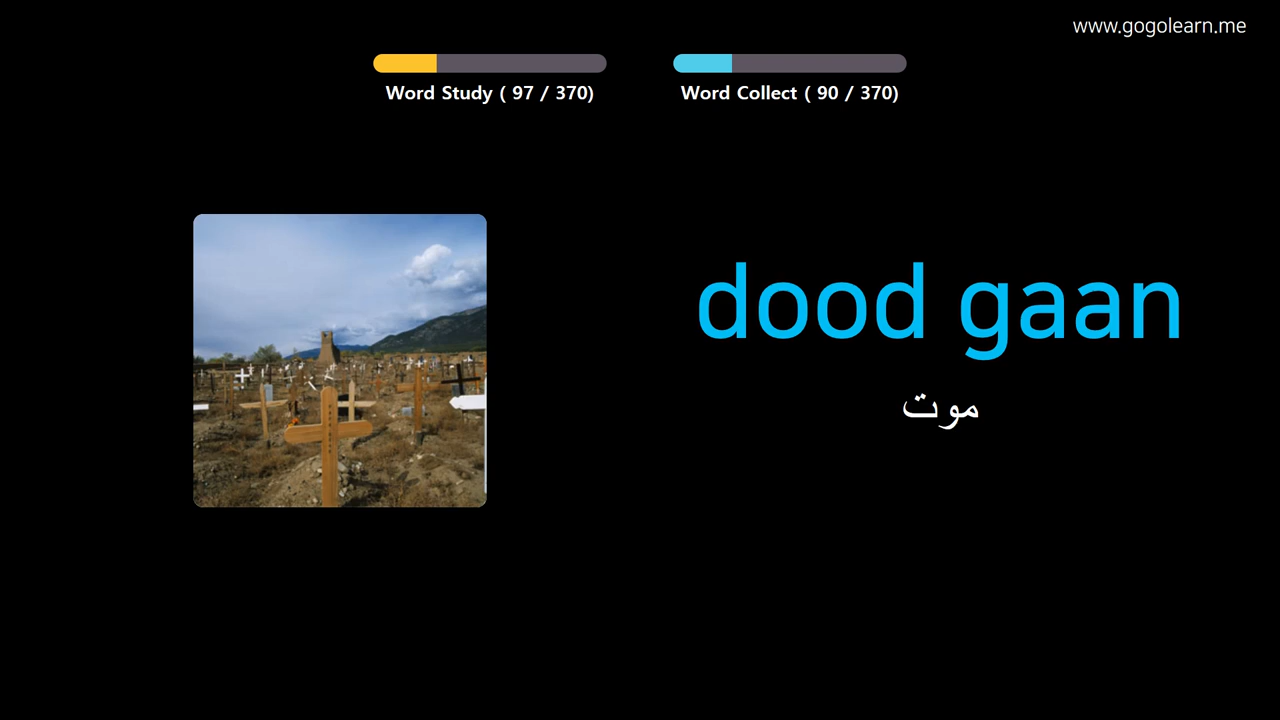 www.gogolearn.me
Word Study ( 97 / 370)
Word Collect ( 90 / 370)
dood gaan
موت